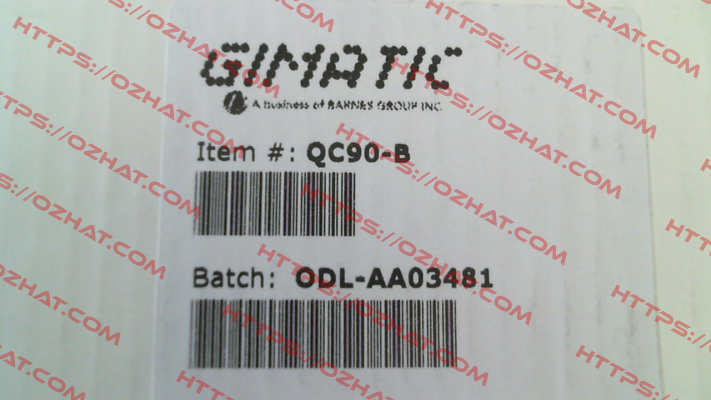 GIMATIC
A business of BARNES GROUP INC.
Item #: QC90-B
Batch: ODL-AA03481
HTTPS://OZHAT.COM